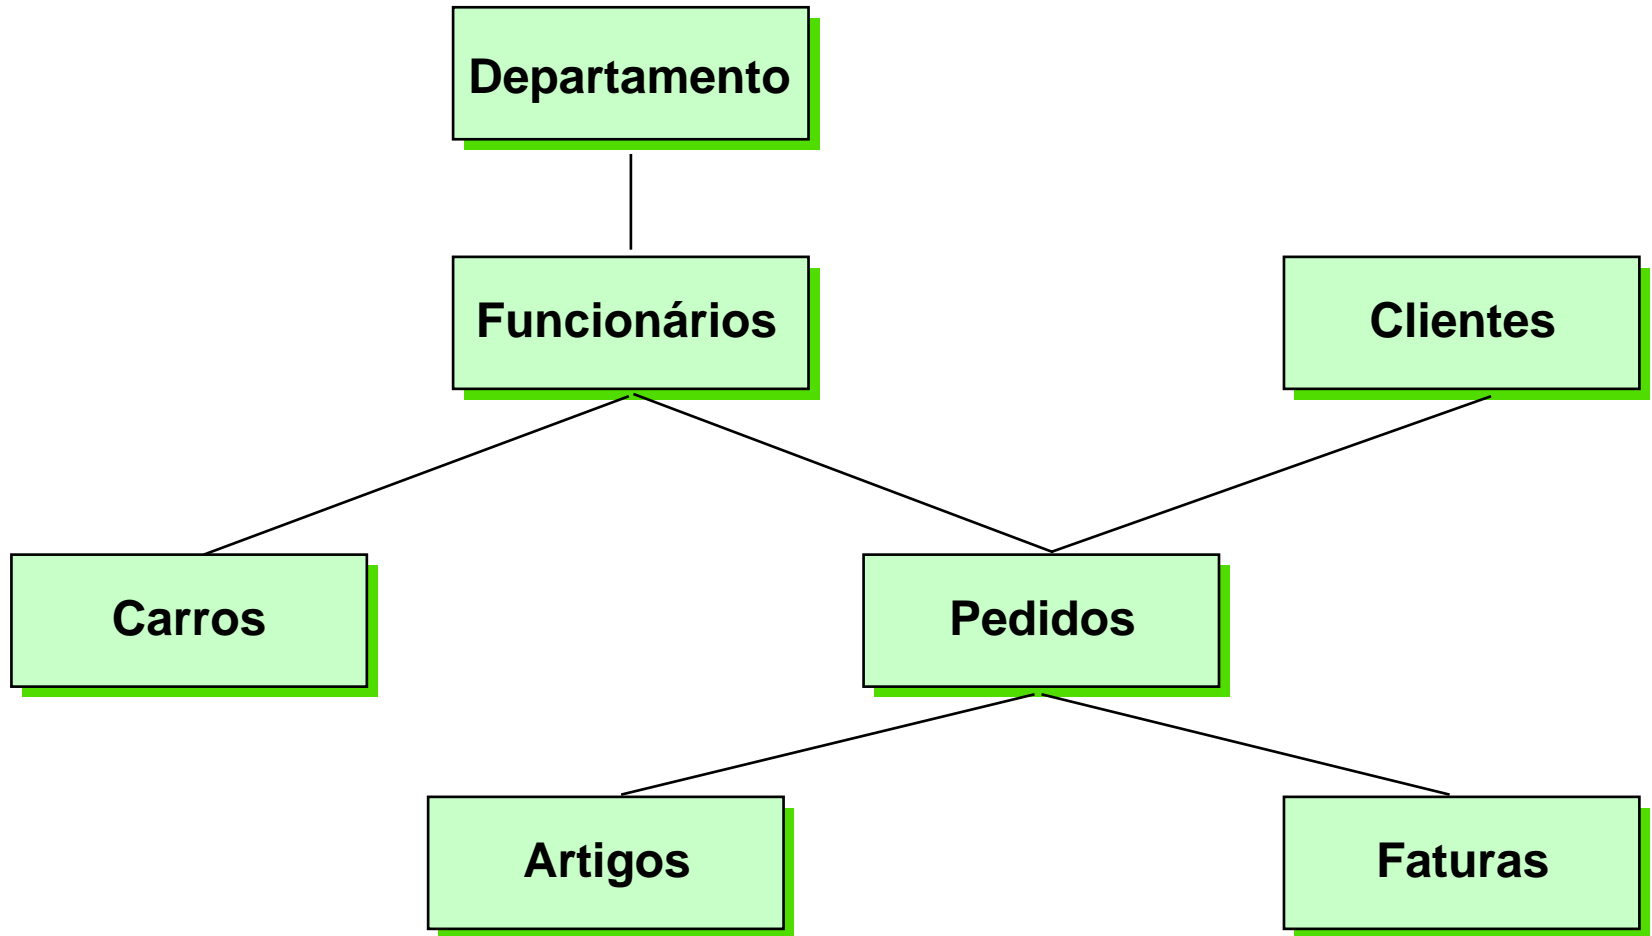 Departamento
Funcionários
Clientes
Carros
Pedidos
Artigos
Faturas